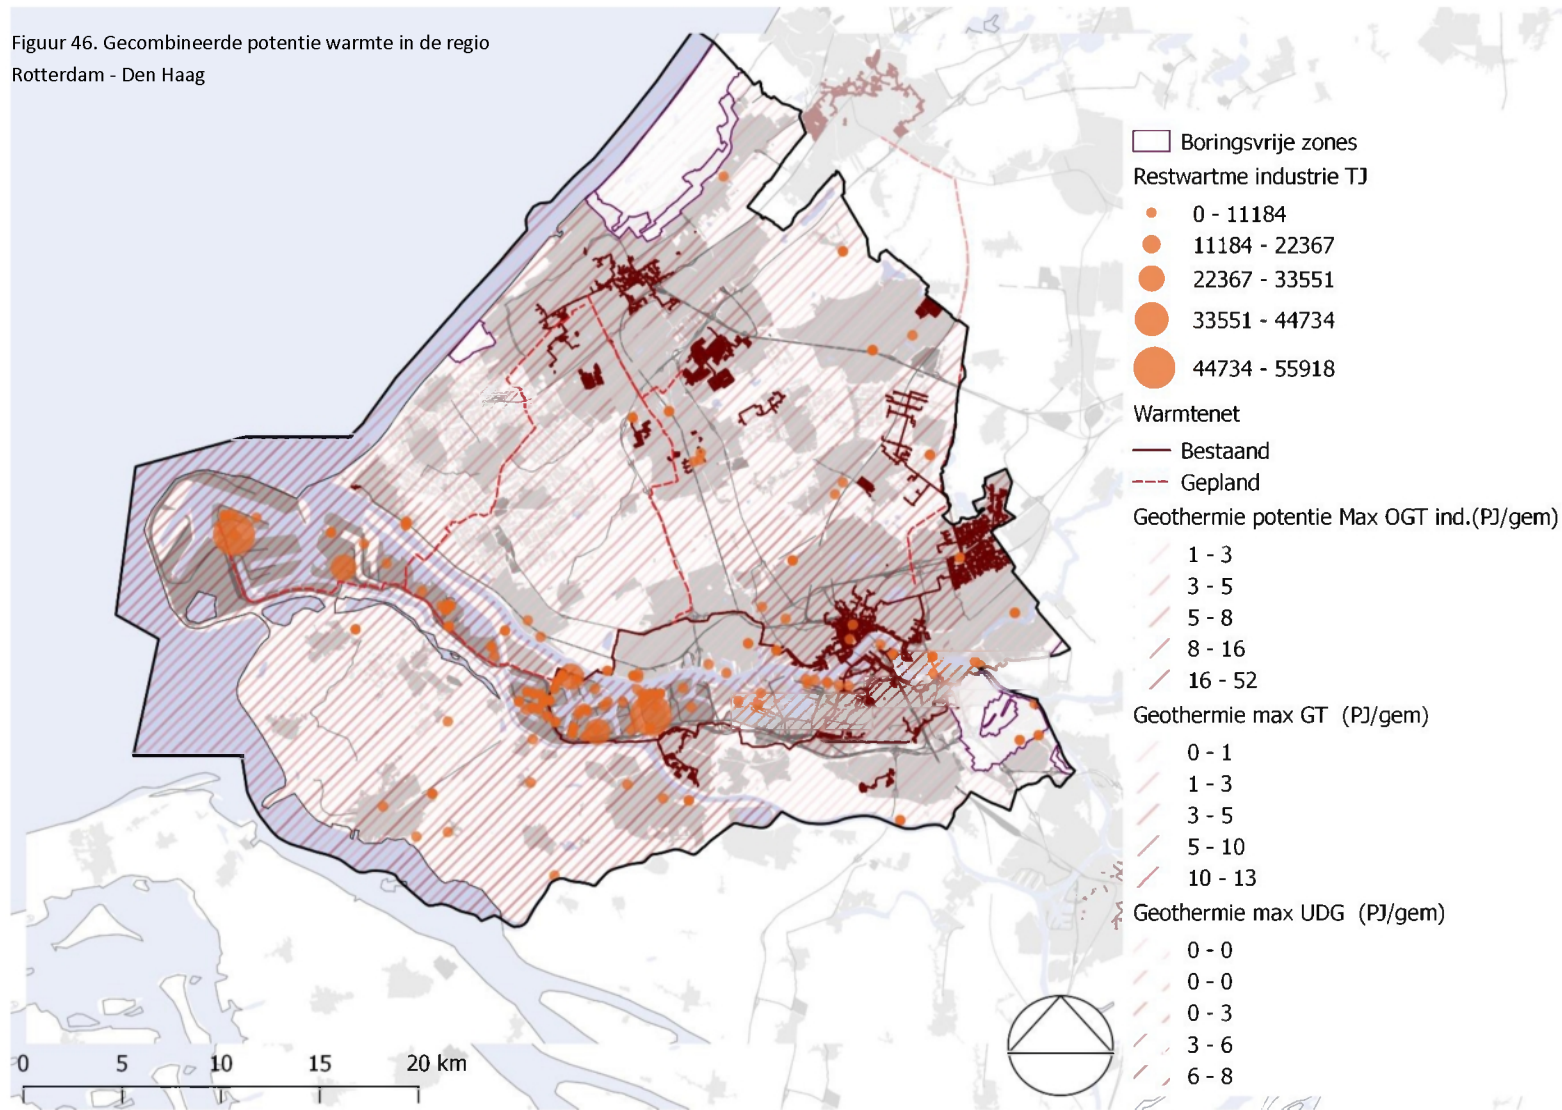 Figuur 46. Gecombineerde potentie warmte in de regio
Rotterdam - Den Haag
Boringsvrije zones
Restwartme industrie TJ
0 - 11184
11184 - 22367
22367 - 33551
33551 - 44734
44734 - 55918
Warmtenet
Bestaand
Gepland
Geothermie potentie Max OGT ind.(PJ/gem)
1 - 3
3 - 5
5 - 8
8 - 16
16 - 52
Geothermie max GT (PJ/gem)
0 - 1
1 - 3
3 - 5
5 - 10
10 - 13
Geothermie max UDG (PJ/gem)
0 - 0
0 - 0
0 - 3
3 - 6
6 - 8
0 5 10 15 20 km